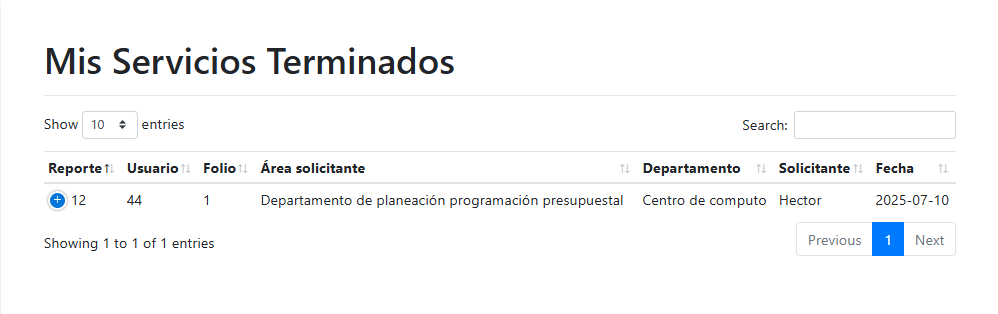 Mis Servicios Terminados
Show 10 entries
Search:
Reporte Usuario Folio Área solicitante Departamento Solicitante Fecha
12 44 1 Departamento de planeación programación presupuestal Centro de computo Hector 2025-07-10
Showing 1 to 1 of 1 entries
Previous 1 Next